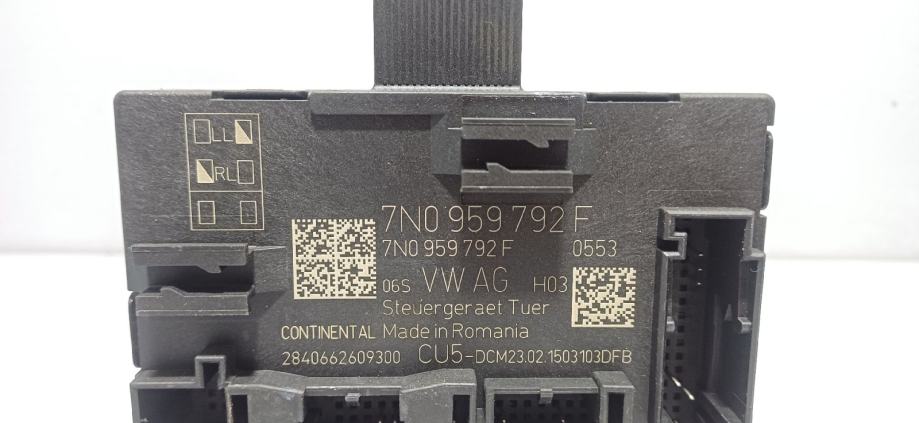 LL
RL
7N0 959 792 F
7N0 959 792 F 0553
06S VW AG H03
Steuergeraet Tuer
CONTINENTAL Made in Romania
2840662609300 CU5-DCM23.02.1503103DFB